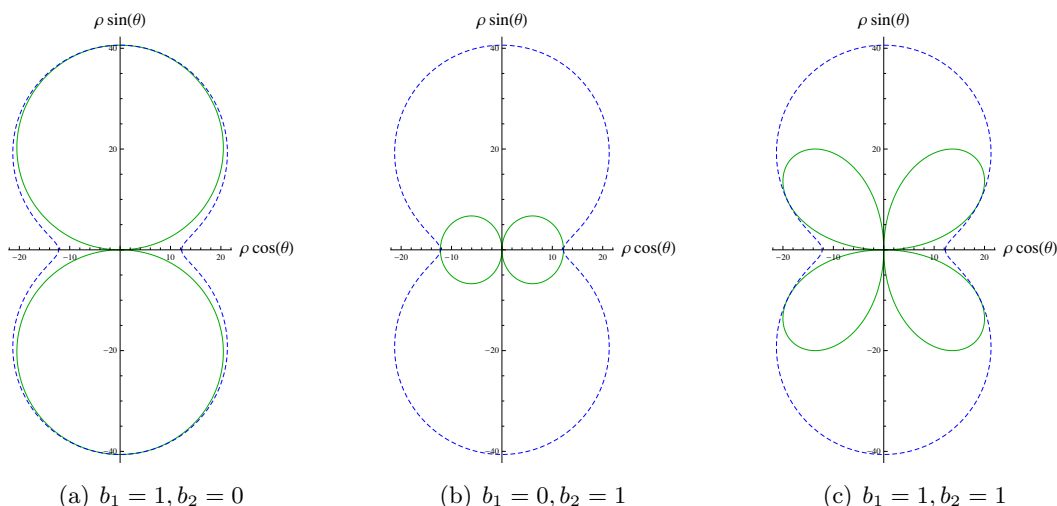 ρ sin(θ)
ρ sin(θ)
ρ sin(θ)
40
40
40
20
20
20
-20 -10 10 20 ρ cos(θ)
-20 -10 10 20 ρ cos(θ)
-20 -10 10 20 ρ cos(θ)
-20
-20
-20
-40
-40
-40
(a) b₁ = 1, b₂ = 0
(b) b₁ = 0, b₂ = 1
(c) b₁ = 1, b₂ = 1